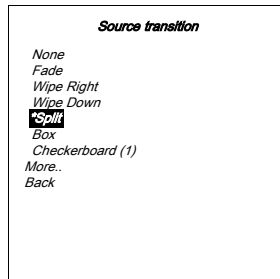 Source transition
None
Fade
Wipe Right
Wipe Down
*Split
Box
Checkerboard (1)
More..
Back